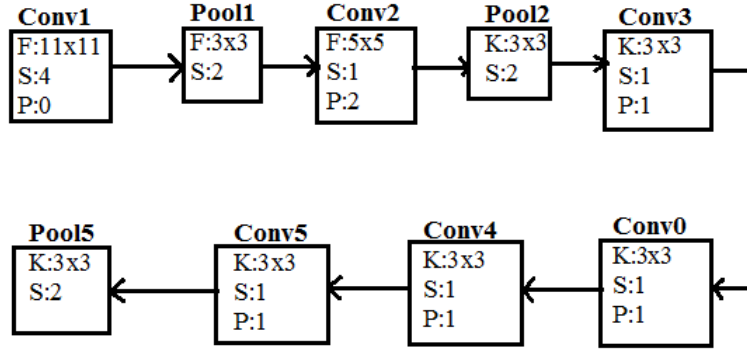 Conv1
F:11x11
S:4
P:0
Pool1
F:3x3
S:2
Conv2
F:5x5
S:1
P:2
Pool2
K:3x3
S:2
Conv3
K:3x3
S:1
P:1
Pool5
K:3x3
S:2
Conv5
K:3x3
S:1
P:1
Conv4
K:3x3
S:1
P:1
Conv0
K:3x3
S:1
P:1